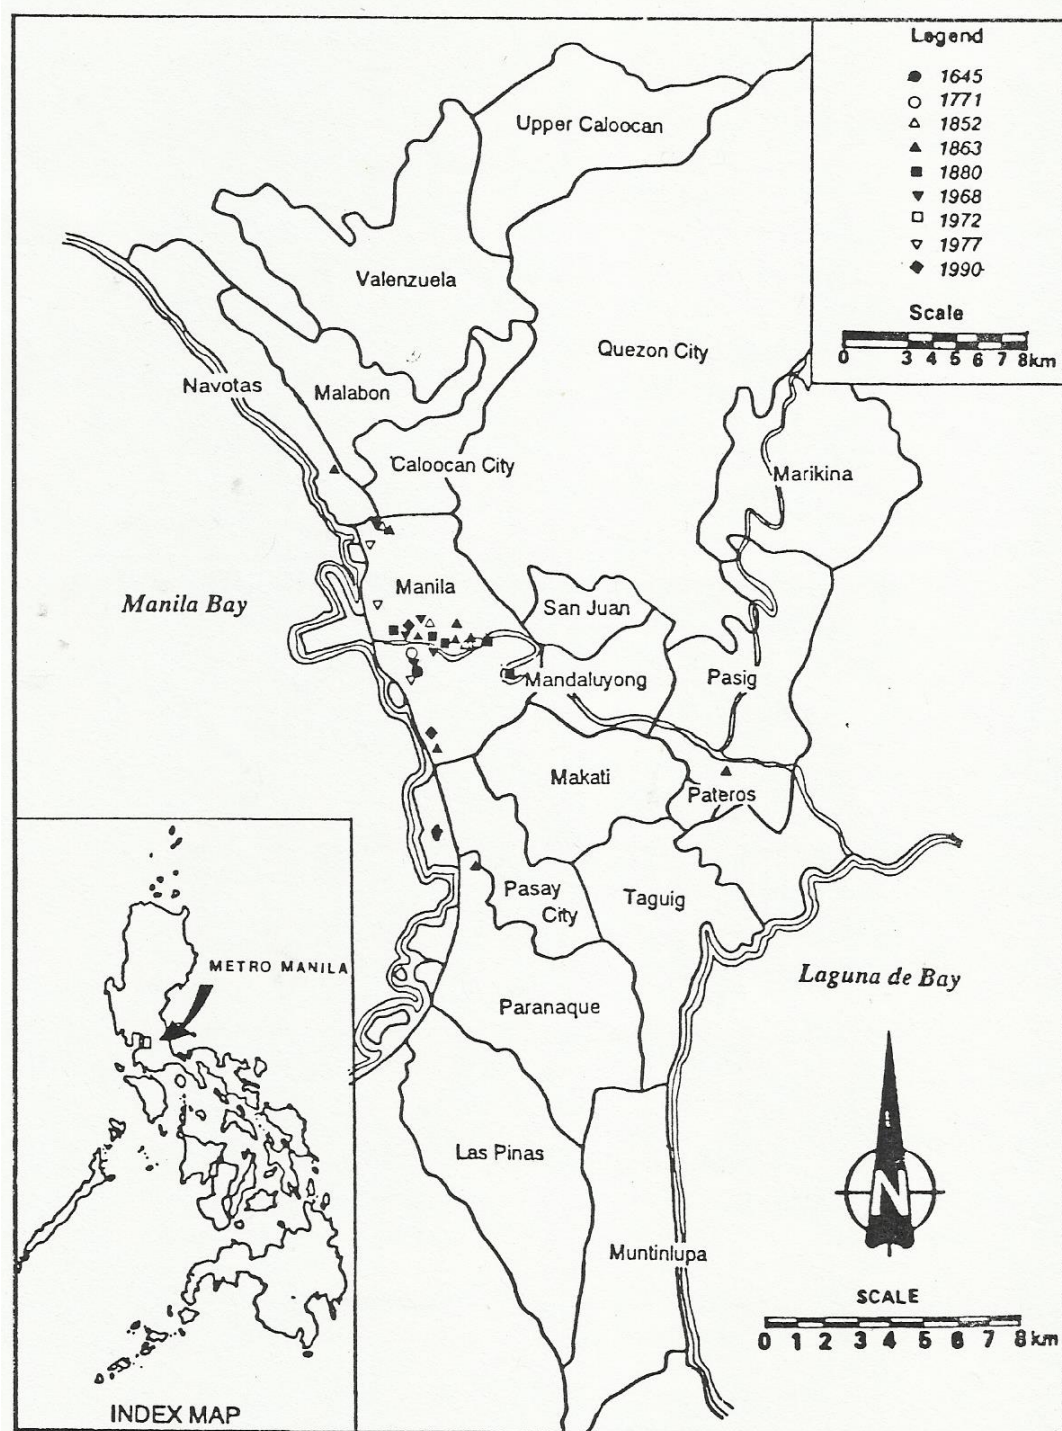 Legend
1645
1771
1852
1863
1880
1968
1972
1977
1990
Scale
0 3 4 5 6 7 8km
Upper Caloocan
Valenzuela
Quezon City
Navotas
Malabon
Caloocan City
Marikina
Manila
Manila Bay
San Juan
Mandaluyong
Pasig
Makati
Pateros
Pasay
City
Taguig
METRO MANILA
Laguna de Bay
Paranaque
Las Pinas
N
Muntinlupa
SCALE
0 1 2 3 4 5 6 7 8 km
INDEX MAP